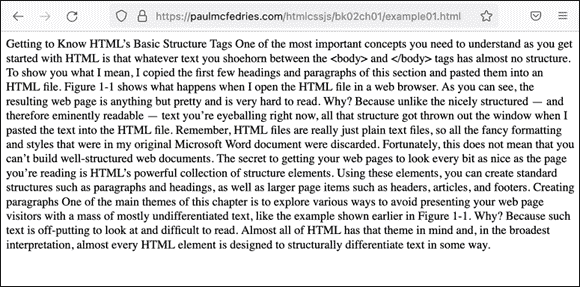 https://paulmcfedries.com/htmlcssjs/bk02ch01/example01.html
Getting to Know HTML’s Basic Structure Tags One of the most important concepts you need to understand as you get
started with HTML is that whatever text you shoehorn between the <body> and </body> tags has almost no structure.
To show you what I mean, I copied the first few headings and paragraphs of this section and pasted them into an
HTML file. Figure 1-1 shows what happens when I open the HTML file in a web browser. As you can see, the
resulting web page is anything but pretty and is very hard to read. Why? Because unlike the nicely structured — and
therefore eminently readable — text you’re eyeballing right now, all that structure got thrown out the window when I
pasted the text into the HTML file. Remember, HTML files are really just plain text files, so all the fancy formatting
and styles that were in my original Microsoft Word document were discarded. Fortunately, this does not mean that you
can’t build well-structured web documents. The secret to getting your web pages to look every bit as nice as the page
you’re reading is HTML’s powerful collection of structure elements. Using these elements, you can create standard
structures such as paragraphs and headings, as well as larger page items such as headers, articles, and footers. Creating
paragraphs One of the main themes of this chapter is to explore various ways to avoid presenting your web page
visitors with a mass of mostly undifferentiated text, like the example shown earlier in Figure 1-1. Why? Because such
text is off-putting to look at and difficult to read. Almost all of HTML has that theme in mind and, in the broadest
interpretation, almost every HTML element is designed to structurally differentiate text in some way.